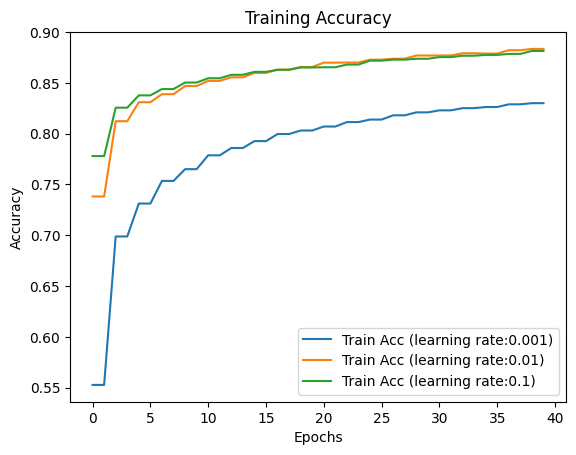 Training Accuracy
Accuracy
0.90
0.85
0.80
0.75
0.70
0.65
0.60
0.55
Train Acc (learning rate:0.001)
Train Acc (learning rate:0.01)
Train Acc (learning rate:0.1)
0 5 10 15 20 25 30 35 40
Epochs